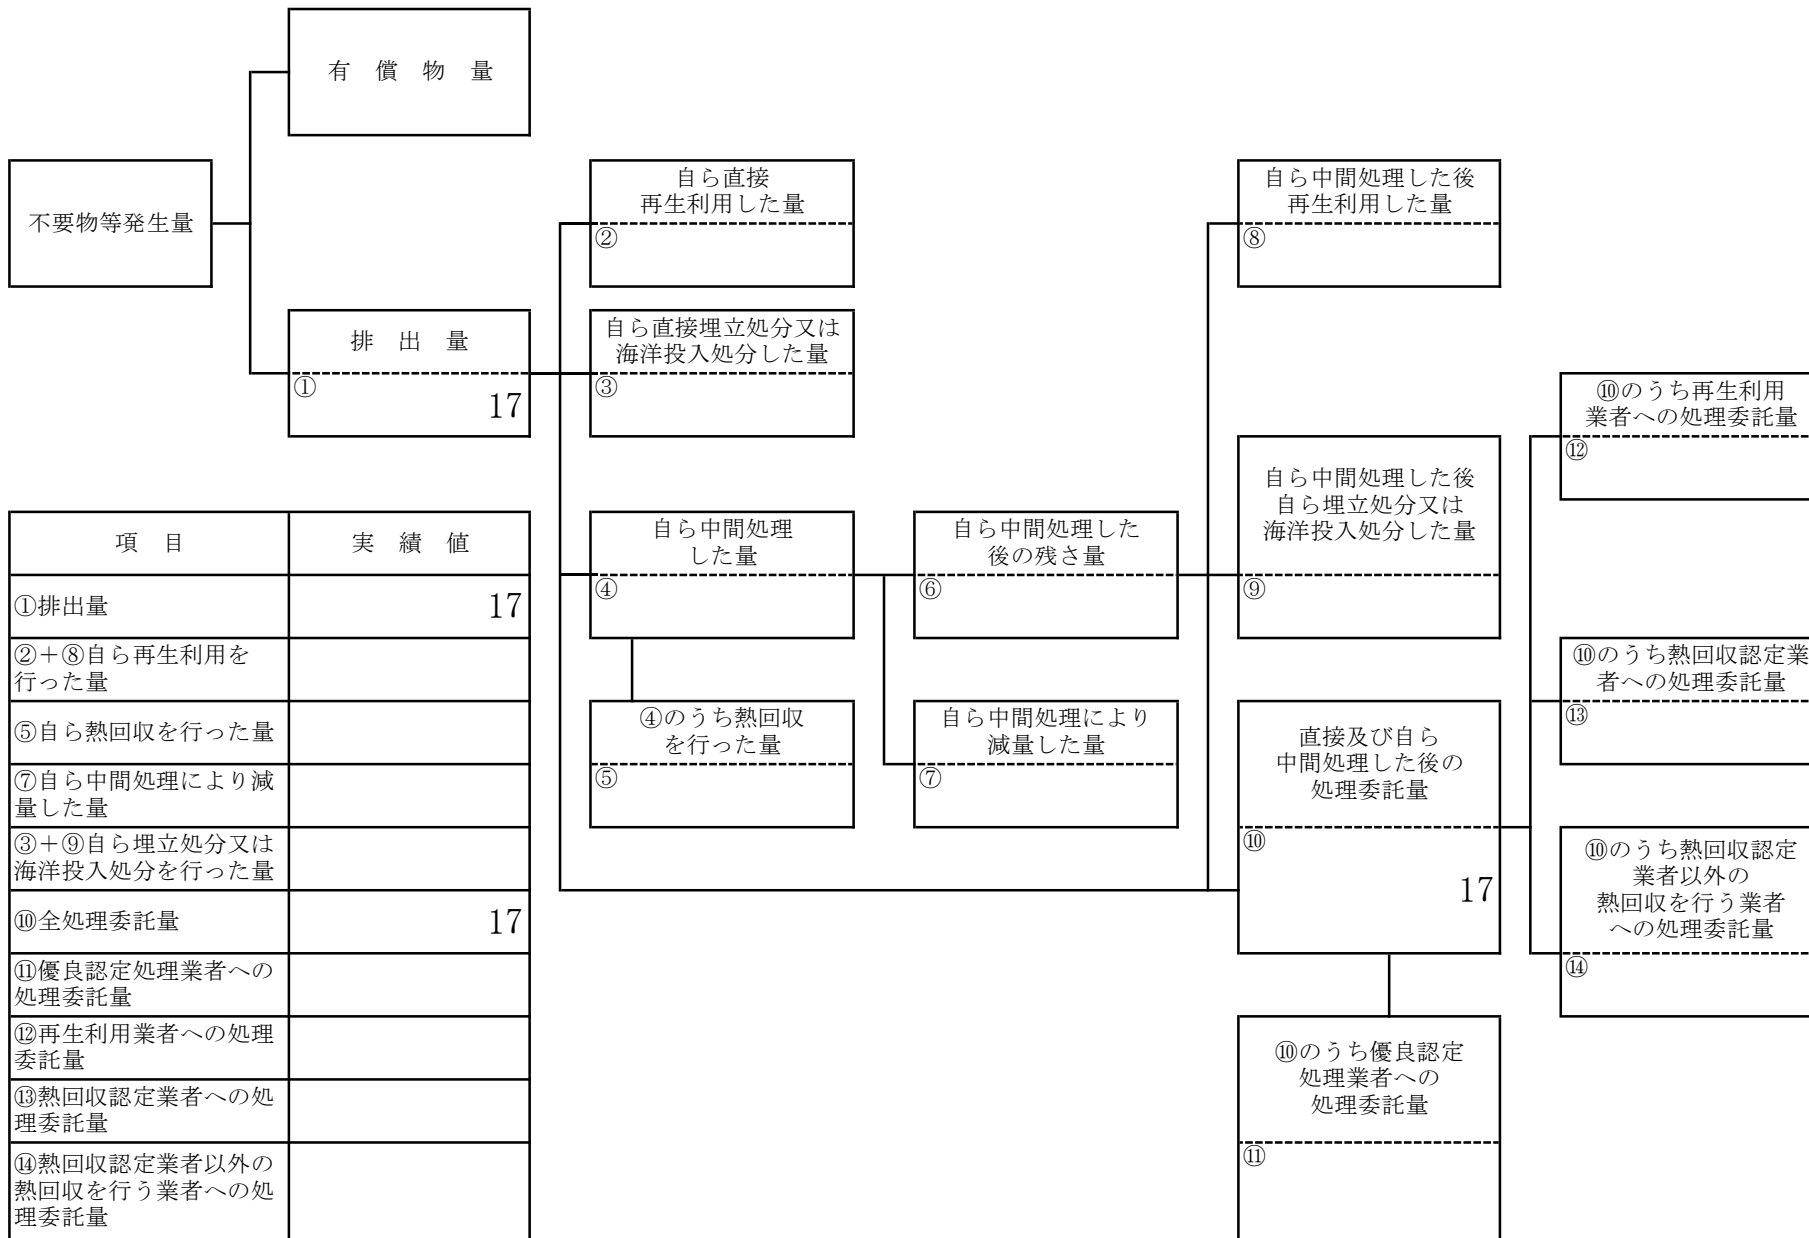 有 償 物 量
不要物等発生量
自ら直接
再生利用した量
②
自ら中間処理した後
再生利用した量
⑧
排 出 量
①
17
自ら直接埋立処分又は
海洋投入処分した量
③
⑩のうち再生利用
業者への処理委託量
⑫
自ら中間処理した後
自ら埋立処分又は
海洋投入処分した量
⑨
自ら中間処理
した量
④
自ら中間処理した
後の残さ量
⑥
⑩のうち熱回収認定業
者への処理委託量
⑬
④のうち熱回収
を行った量
⑤
自ら中間処理により
減量した量
⑦
直接及び自ら
中間処理した後の
処理委託量
⑩
17
⑩のうち熱回収認定
業者以外の
熱回収を行う業者
への処理委託量
⑭
⑩のうち優良認定
処理業者への
処理委託量
⑪
項 目 実 績 値
①排出量 17
②+⑧自ら再生利用を
行った量
⑤自ら熱回収を行った量
⑦自ら中間処理により減
量した量
③+⑨自ら埋立処分又は
海洋投入処分を行った量
⑩全処理委託量 17
⑪優良認定処理業者への
処理委託量
⑫再生利用業者への処理
委託量
⑬熱回収認定業者への処
理委託量
⑭熱回収認定業者以外の
熱回収を行う業者への処
理委託量